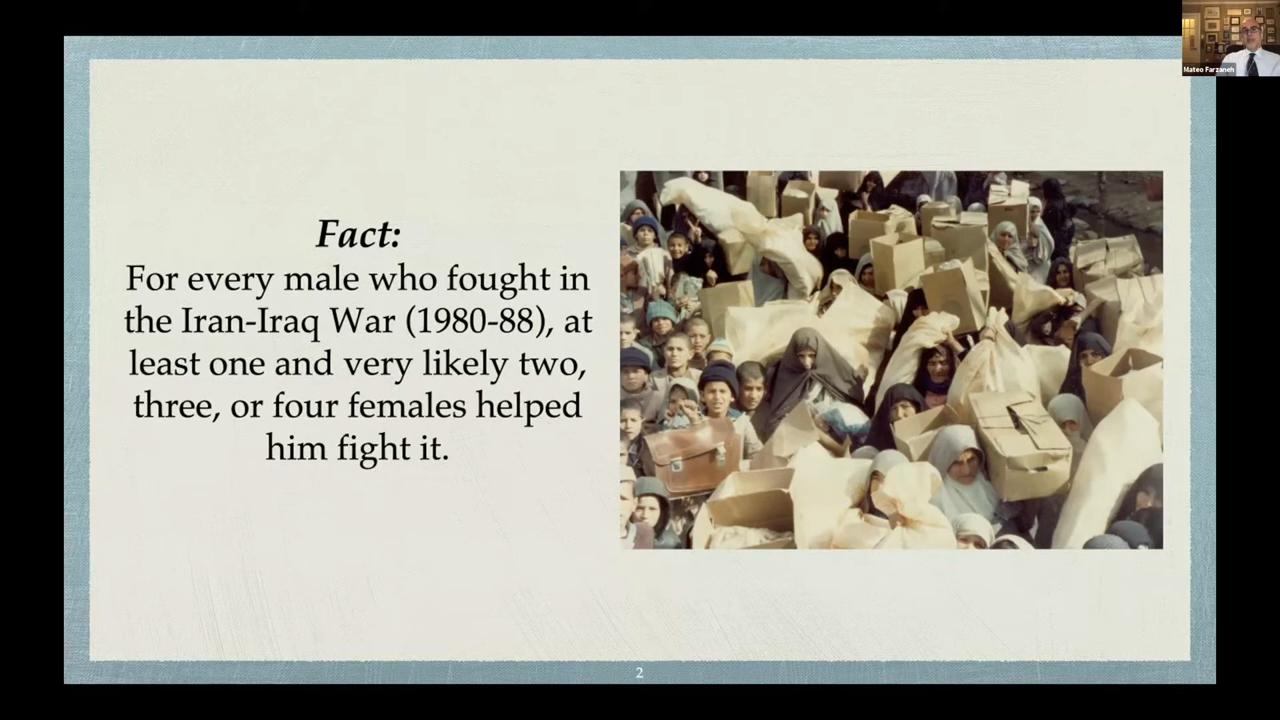 Mateo Farzaneh
Fact:
For every male who fought in
the Iran-Iraq War (1980-88), at
least one and very likely two,
three, or four females helped
him fight it.
2